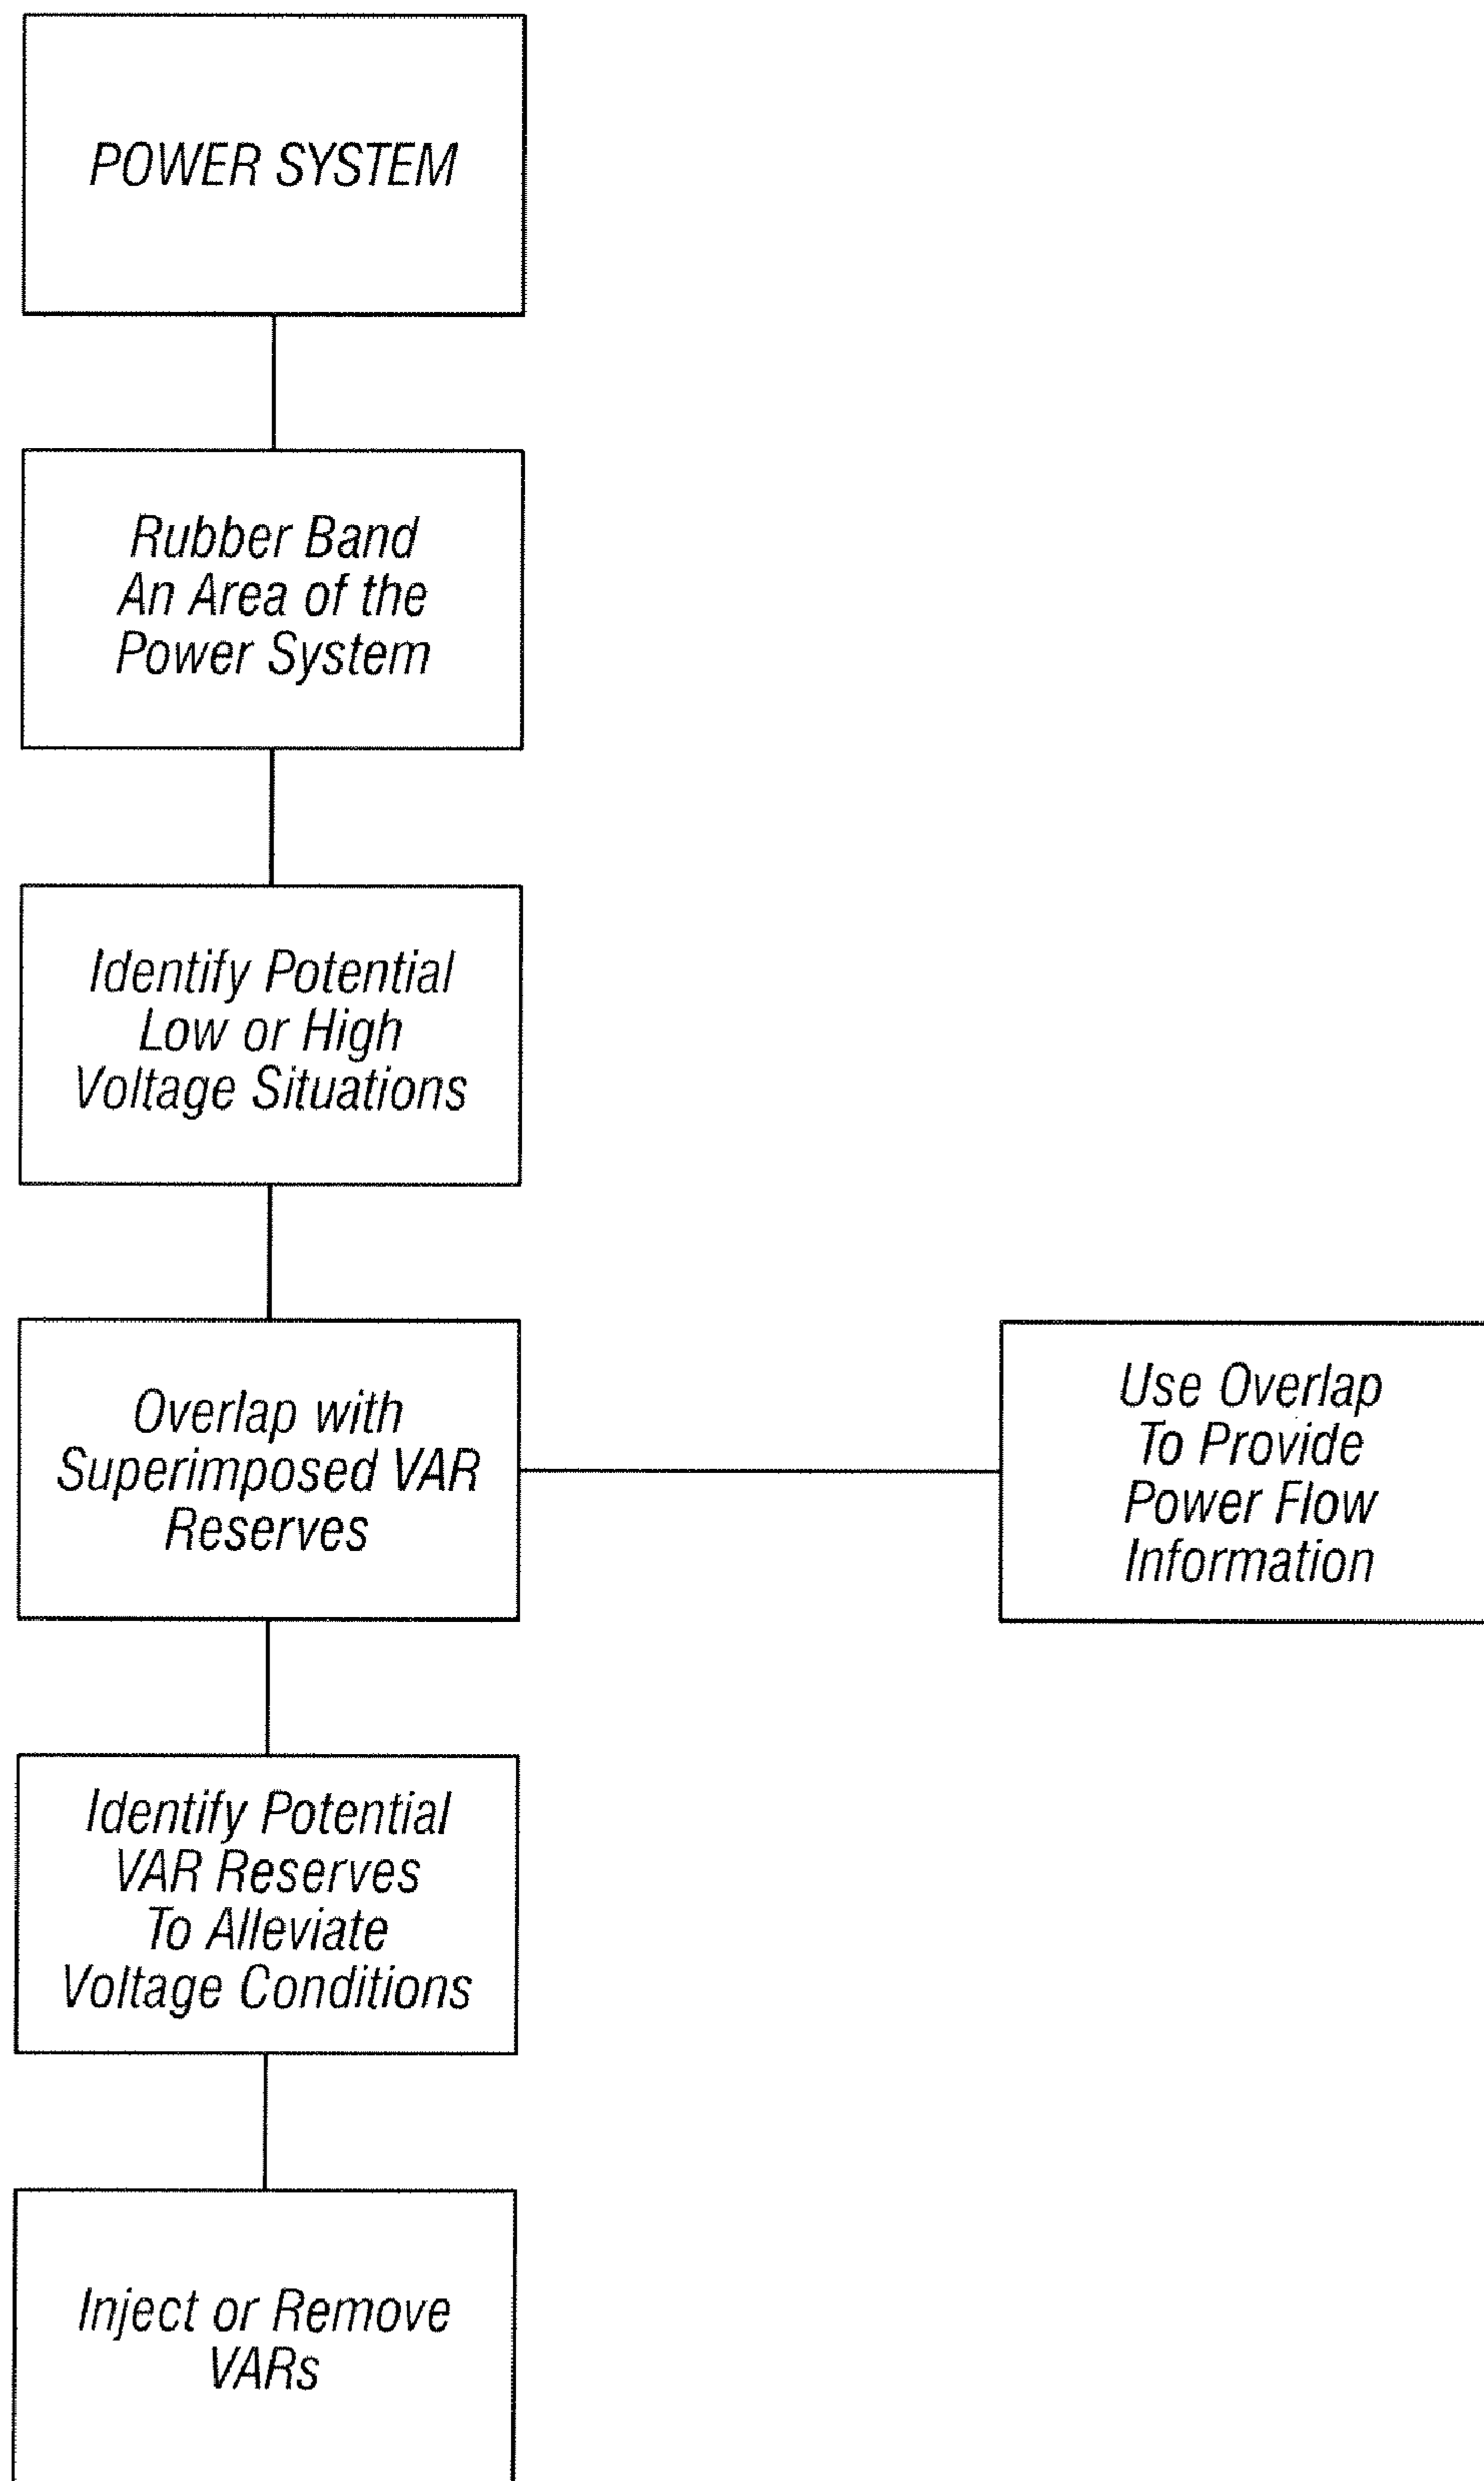 POWER SYSTEM
Rubber Band
An Area of the
Power System
Identify Potential
Low or High
Voltage Situations
Overlap with
Superimposed VAR
Reserves
Use Overlap
To Provide
Power Flow
Information
Identify Potential
VAR Reserves
To Alleviate
Voltage Conditions
Inject or Remove
VARs